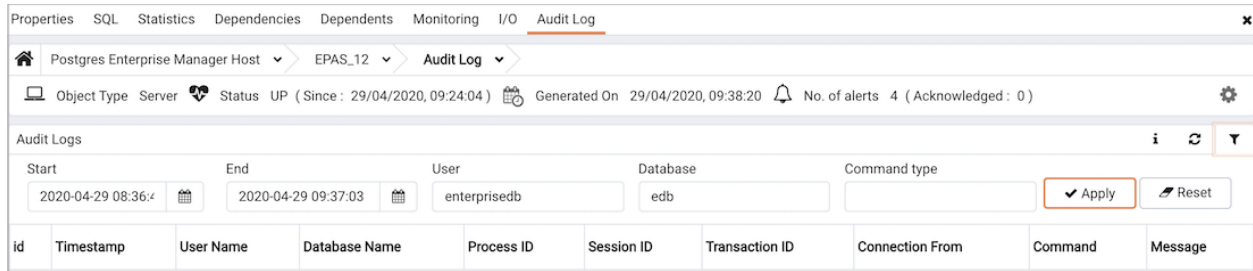 Properties SQL Statistics Dependencies Dependents Monitoring I/O Audit Log
Postgres Enterprise Manager Host EPAS_12 Audit Log
Object Type Server Status UP ( Since : 29/04/2020, 09:24:04 ) Generated On 29/04/2020, 09:38:20 No. of alerts 4 ( Acknowledged : 0 )
Audit Logs
Start End User Database Command type
2020-04-29 08:36: 2020-04-29 09:37:03 enterprisedb edb Apply Reset
id Timestamp User Name Database Name Process ID Session ID Transaction ID Connection From Command Message